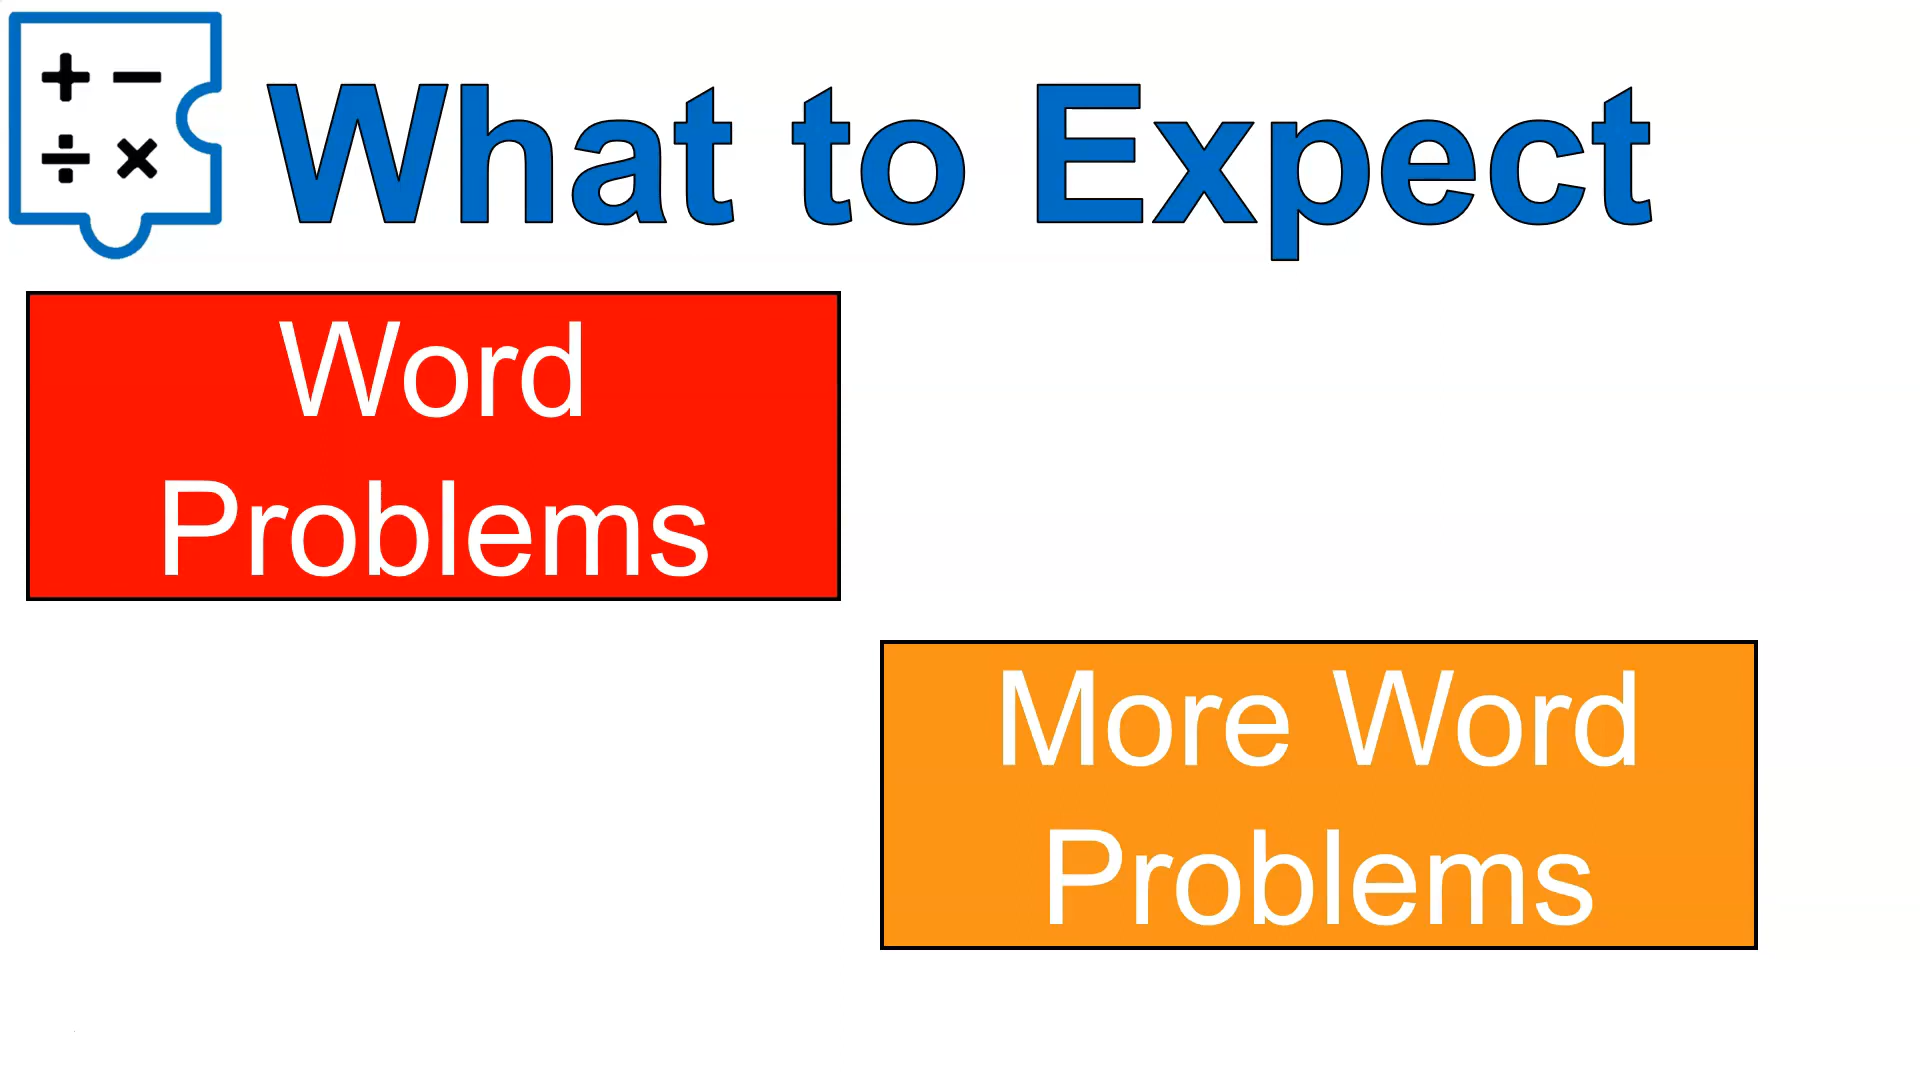 + −
÷ ×
What to Expect
Word
Problems
More Word
Problems